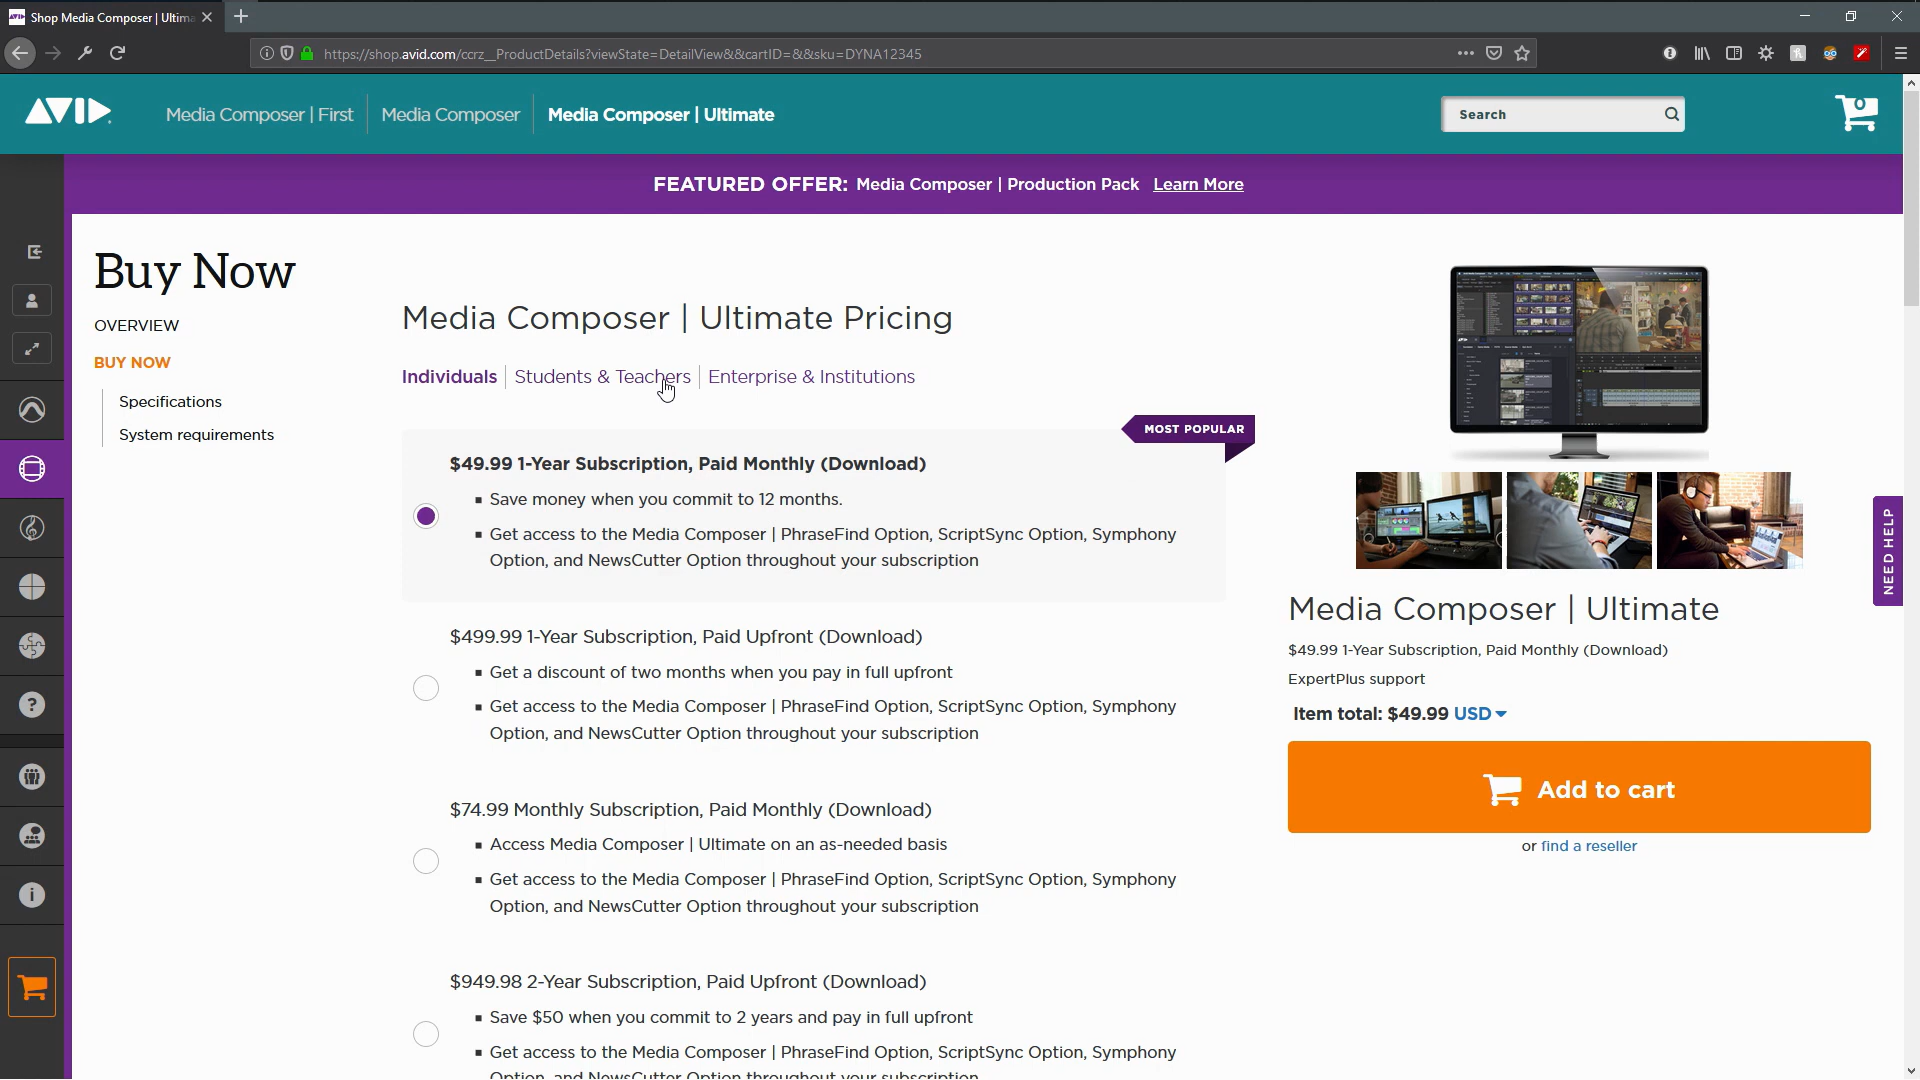 Shop Media Composer | Ultima
https://shop.avid.com/ccrz__ProductDetails?viewState=DetailView&&cartID=&&sku=DYNA12345
AVID
Media Composer | First
Media Composer
Media Composer | Ultimate
Search
0
FEATURED OFFER: Media Composer | Production Pack Learn More
Buy Now
OVERVIEW
BUY NOW
Specifications
System requirements
Media Composer | Ultimate Pricing
Individuals
Students & Teachers
Enterprise & Institutions
MOST POPULAR
$49.99 1-Year Subscription, Paid Monthly (Download)
Save money when you commit to 12 months.
Get access to the Media Composer | PhraseFind Option, ScriptSync Option, Symphony
Option, and NewsCutter Option throughout your subscription
$499.99 1-Year Subscription, Paid Upfront (Download)
Get a discount of two months when you pay in full upfront
Get access to the Media Composer | PhraseFind Option, ScriptSync Option, Symphony
Option, and NewsCutter Option throughout your subscription
$74.99 Monthly Subscription, Paid Monthly (Download)
Access Media Composer | Ultimate on an as-needed basis
Get access to the Media Composer | PhraseFind Option, ScriptSync Option, Symphony
Option, and NewsCutter Option throughout your subscription
$949.98 2-Year Subscription, Paid Upfront (Download)
Save $50 when you commit to 2 years and pay in full upfront
Get access to the Media Composer | PhraseFind Option, ScriptSync Option, Symphony
Option, and NewsCutter Option throughout your subscription
Media Composer | Ultimate
$49.99 1-Year Subscription, Paid Monthly (Download)
ExpertPlus support
Item total: $49.99 USD
Add to cart
or find a reseller
NEED HELP